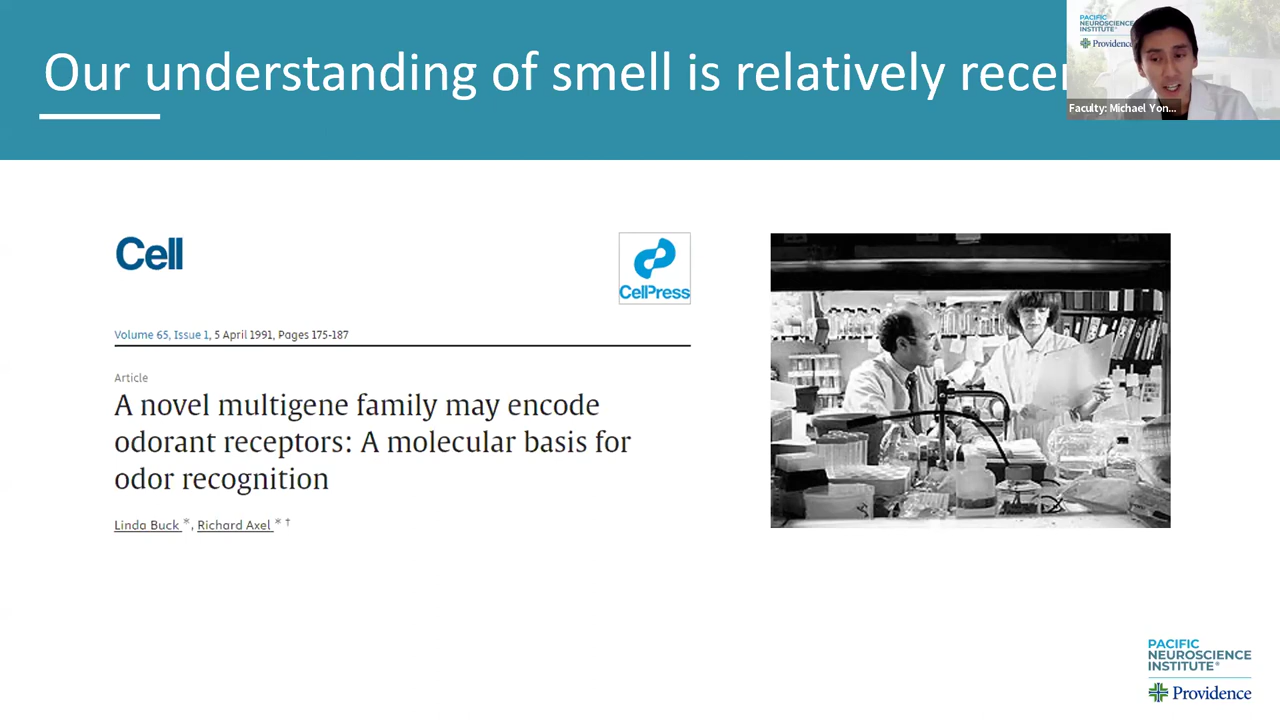 Our understanding of smell is relatively recen
PACIFIC
NEUROSCIENCE
INSTITUTE®
Providence
Faculty: Michael Yon...
Cell
CellPress
Volume 65, Issue 1, 5 April 1991, Pages 175-187
Article
A novel multigene family may encode
odorant receptors: A molecular basis for
odor recognition
Linda Buck *, Richard Axel * †
PACIFIC
NEUROSCIENCE
INSTITUTE®
Providence